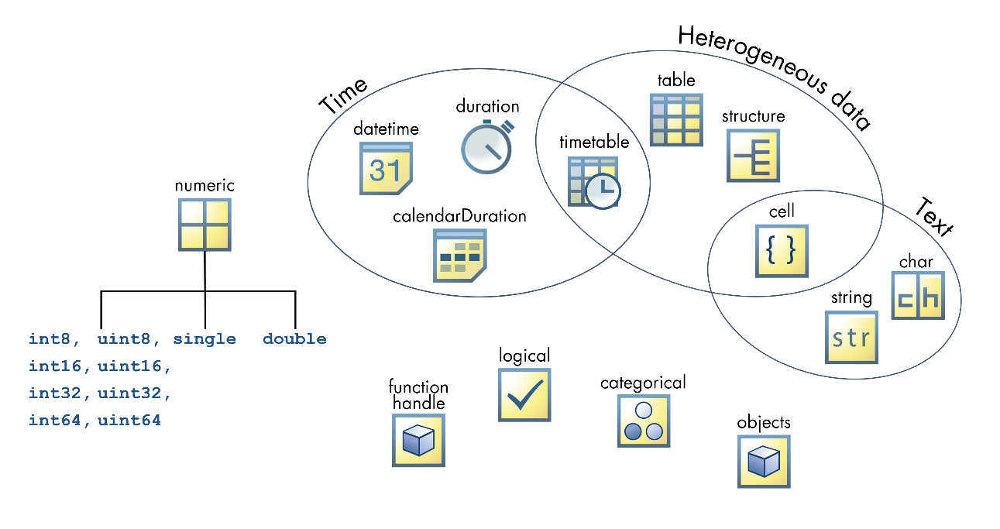 Heterogeneous data
Time
table
duration
structure
datetime
timetable
31
numeric
calendarDuration
cell
Text
{ }
char
ch
string
str
int8, uint8, single double
int16, uint16,
int32, uint32,
int64, uint64
logical
function
handle
categorical
objects